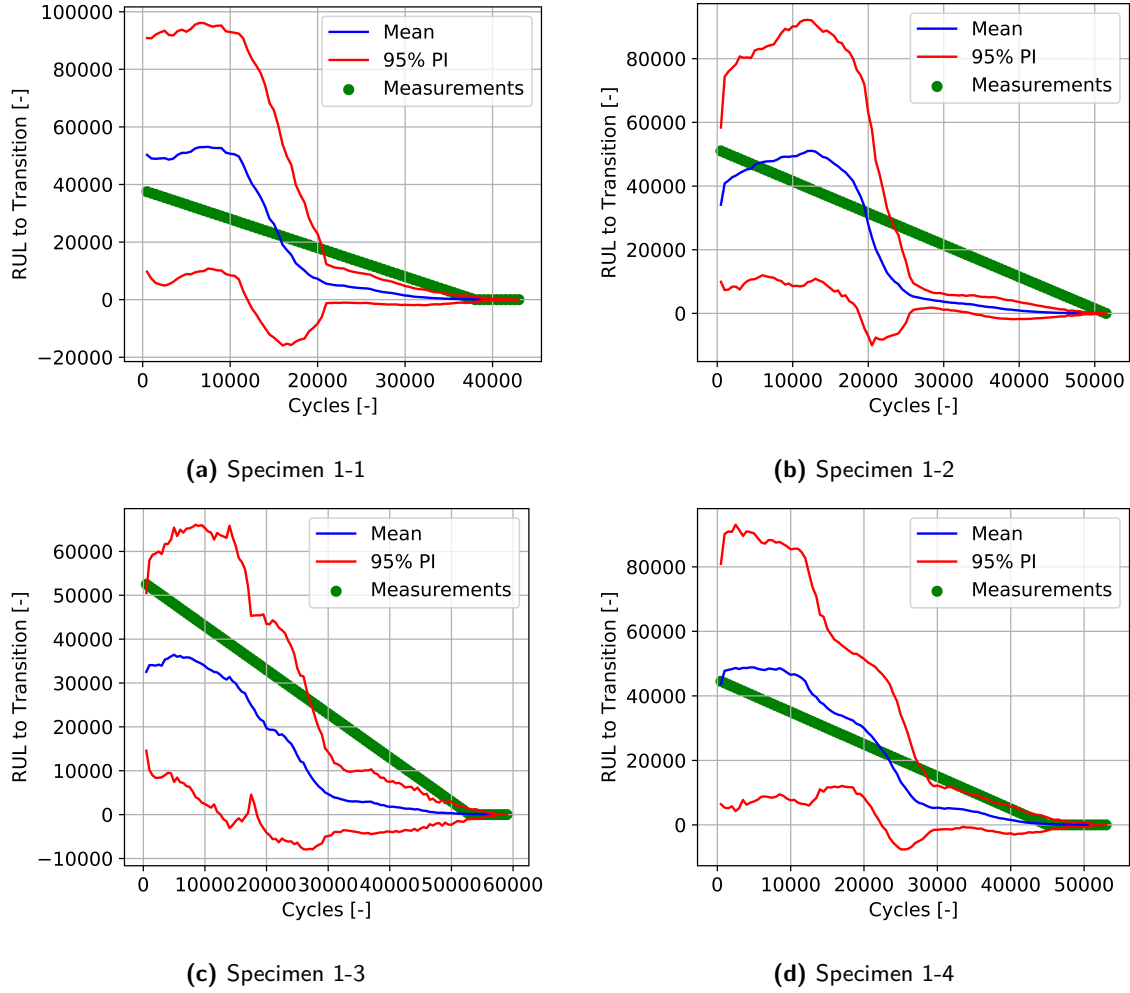 100000
80000
60000
40000
20000
0
−20000
RUL to Transition [-]
Mean
95% PI
Measurements
0 10000 20000 30000 40000
Cycles [-]
(a) Specimen 1-1
80000
60000
40000
20000
0
RUL to Transition [-]
Mean
95% PI
Measurements
0 10000 20000 30000 40000 50000
Cycles [-]
(b) Specimen 1-2
60000
50000
40000
30000
20000
10000
0
−10000
RUL to Transition [-]
Mean
95% PI
Measurements
0 10000 20000 30000 40000 50000 60000
Cycles [-]
(c) Specimen 1-3
80000
60000
40000
20000
0
RUL to Transition [-]
Mean
95% PI
Measurements
0 10000 20000 30000 40000 50000
Cycles [-]
(d) Specimen 1-4